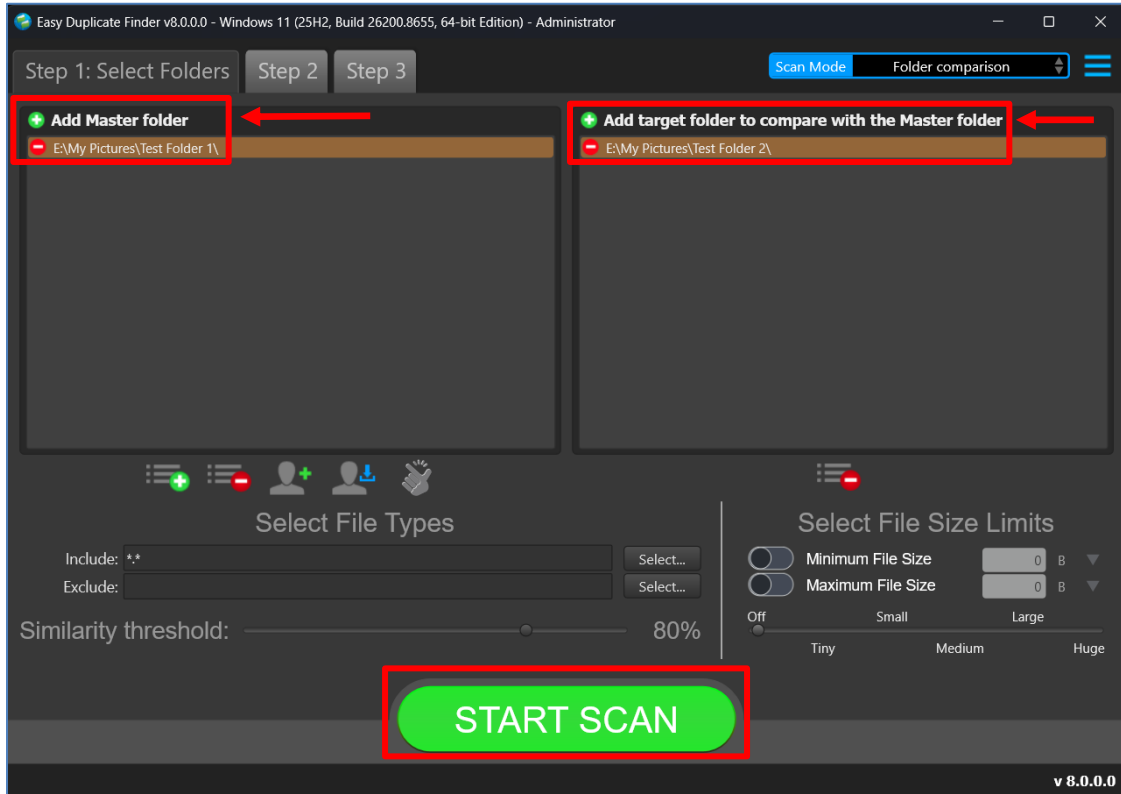 Easy Duplicate Finder v8.0.0.0 - Windows 11 (25H2, Build 26200.8655, 64-bit Edition) - Administrator
Step 1: Select Folders
Step 2
Step 3
Scan Mode
Folder comparison
Add Master folder
E:\My Pictures\Test Folder 1\
Add target folder to compare with the Master folder
E:\My Pictures\Test Folder 2\
Select File Types
Include: *.*
Select...
Exclude:
Select...
Similarity threshold:
80%
Select File Size Limits
Minimum File Size
0 B
Maximum File Size
0 B
Off Small Large
Tiny Medium Huge
START SCAN
v 8.0.0.0